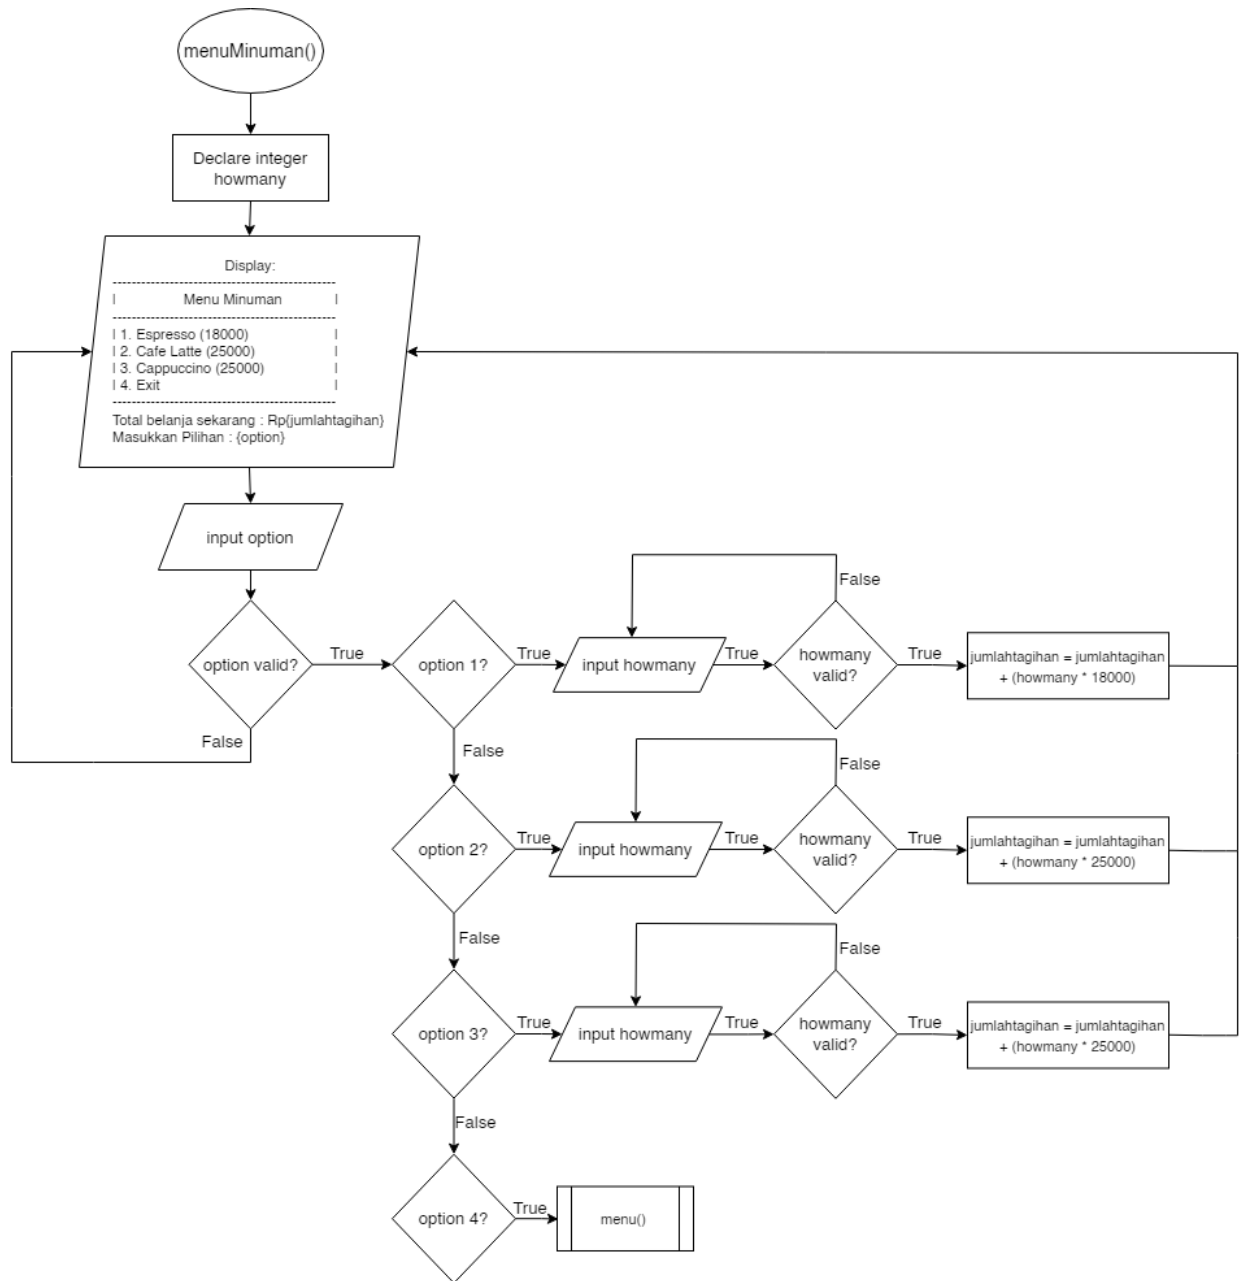 menuMinuman()
Declare integer
howmany
Display:
------------------------------------------
| Menu Minuman |
------------------------------------------
| 1. Espresso (18000) |
| 2. Cafe Latte (25000) |
| 3. Cappuccino (25000) |
| 4. Exit |
------------------------------------------
Total belanja sekarang : Rp{jumlahtagihan}
Masukkan Pilihan : {option}
input option
option valid?
True
False
option 1?
True
False
input howmany
True
howmany
valid?
False
True
jumlahtagihan = jumlahtagihan
+ (howmany * 18000)
option 2?
True
False
input howmany
True
howmany
valid?
False
True
jumlahtagihan = jumlahtagihan
+ (howmany * 25000)
option 3?
True
False
input howmany
True
howmany
valid?
False
True
jumlahtagihan = jumlahtagihan
+ (howmany * 25000)
option 4?
True
menu()